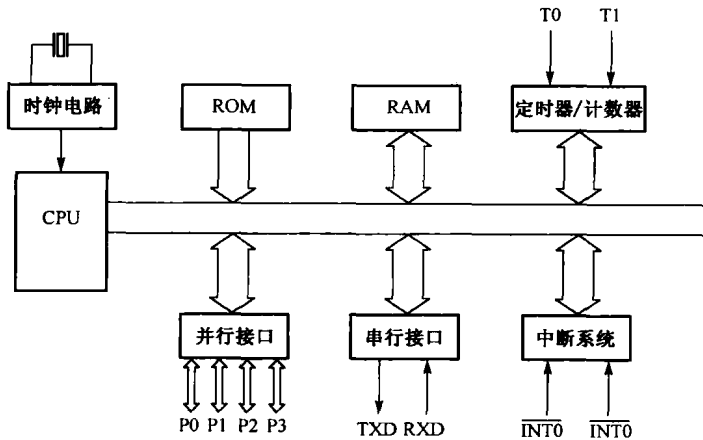 T0 T1
时钟电路 ROM RAM 定时器/计数器
CPU
并行接口 串行接口 中断系统
P0 P1 P2 P3 TXD RXD INT0 INT0